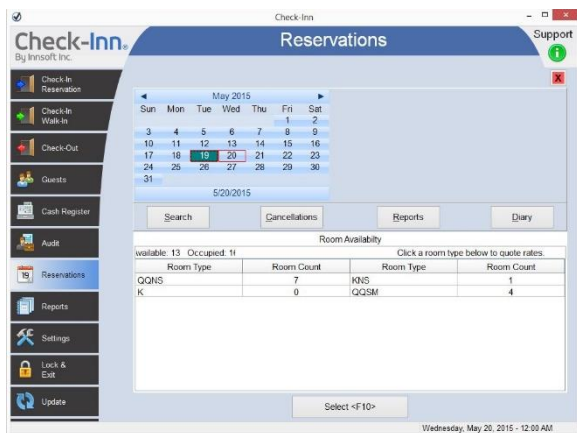 Check-Inn
Check-Inn®
By Innsoft Inc.
Reservations
Support
X
Check-In
Reservation
Check-In
Walk-In
Check-Out
Guests
Cash Register
Audit
19
Reservations
Reports
Settings
Lock &
Exit
Update
May 2015
Sun Mon Tue Wed Thu Fri Sat
1 2
3 4 5 6 7 8 9
10 11 12 13 14 15 16
17 18 19 20 21 22 23
24 25 26 27 28 29 30
31
5/20/2015
Search Cancellations Reports Diary
Room Availabilty
vailable: 13 Occupied: 1
Click a room type below to quote rates.
Room Type Room Count Room Type Room Count
QQNS 7 KNS 1
K 0 QQSM 4
Select <F10>
Wednesday, May 20, 2015 - 12:00 AM